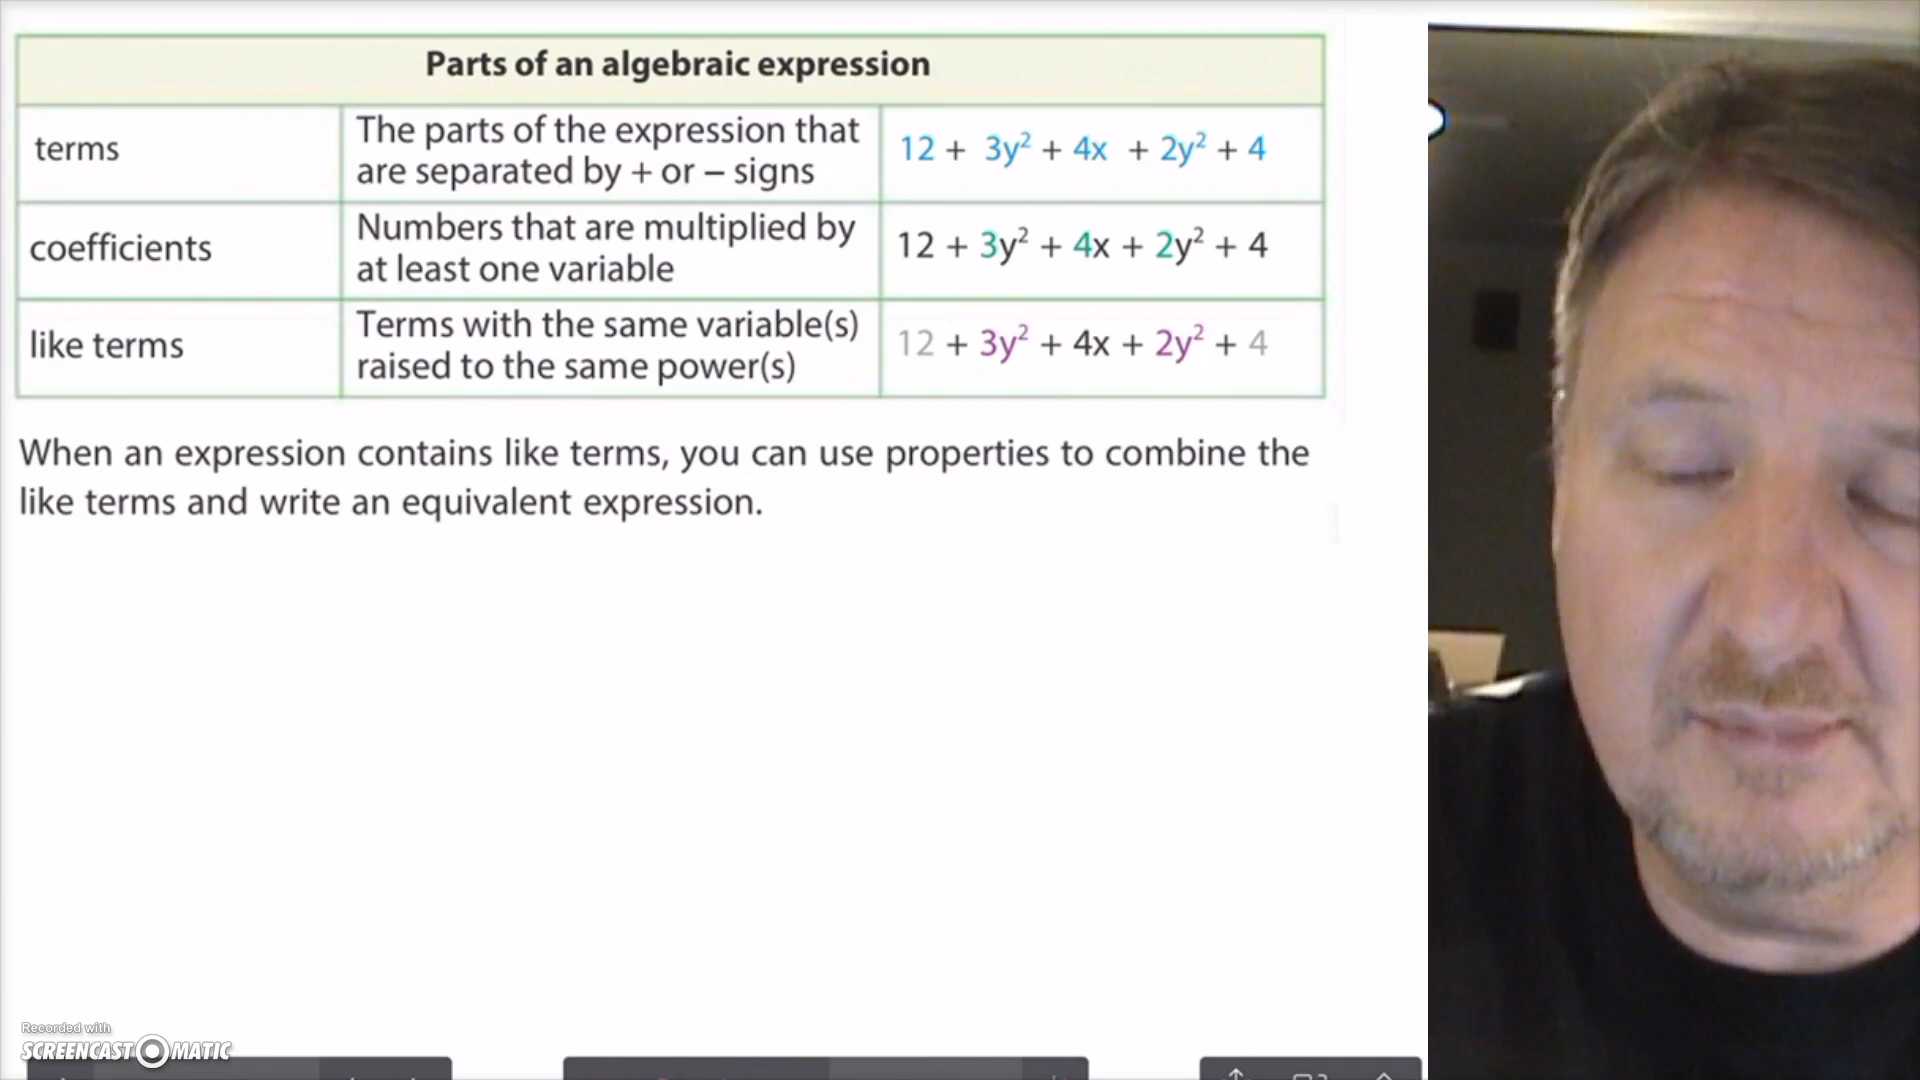 Parts of an algebraic expression
terms
The parts of the expression that
are separated by + or – signs
12 + 3y² + 4x + 2y² + 4
coefficients
Numbers that are multiplied by
at least one variable
12 + 3y² + 4x + 2y² + 4
like terms
Terms with the same variable(s)
raised to the same power(s)
12 + 3y² + 4x + 2y² + 4
When an expression contains like terms, you can use properties to combine the
like terms and write an equivalent expression.
Recorded with
SCREENCAST MATIC